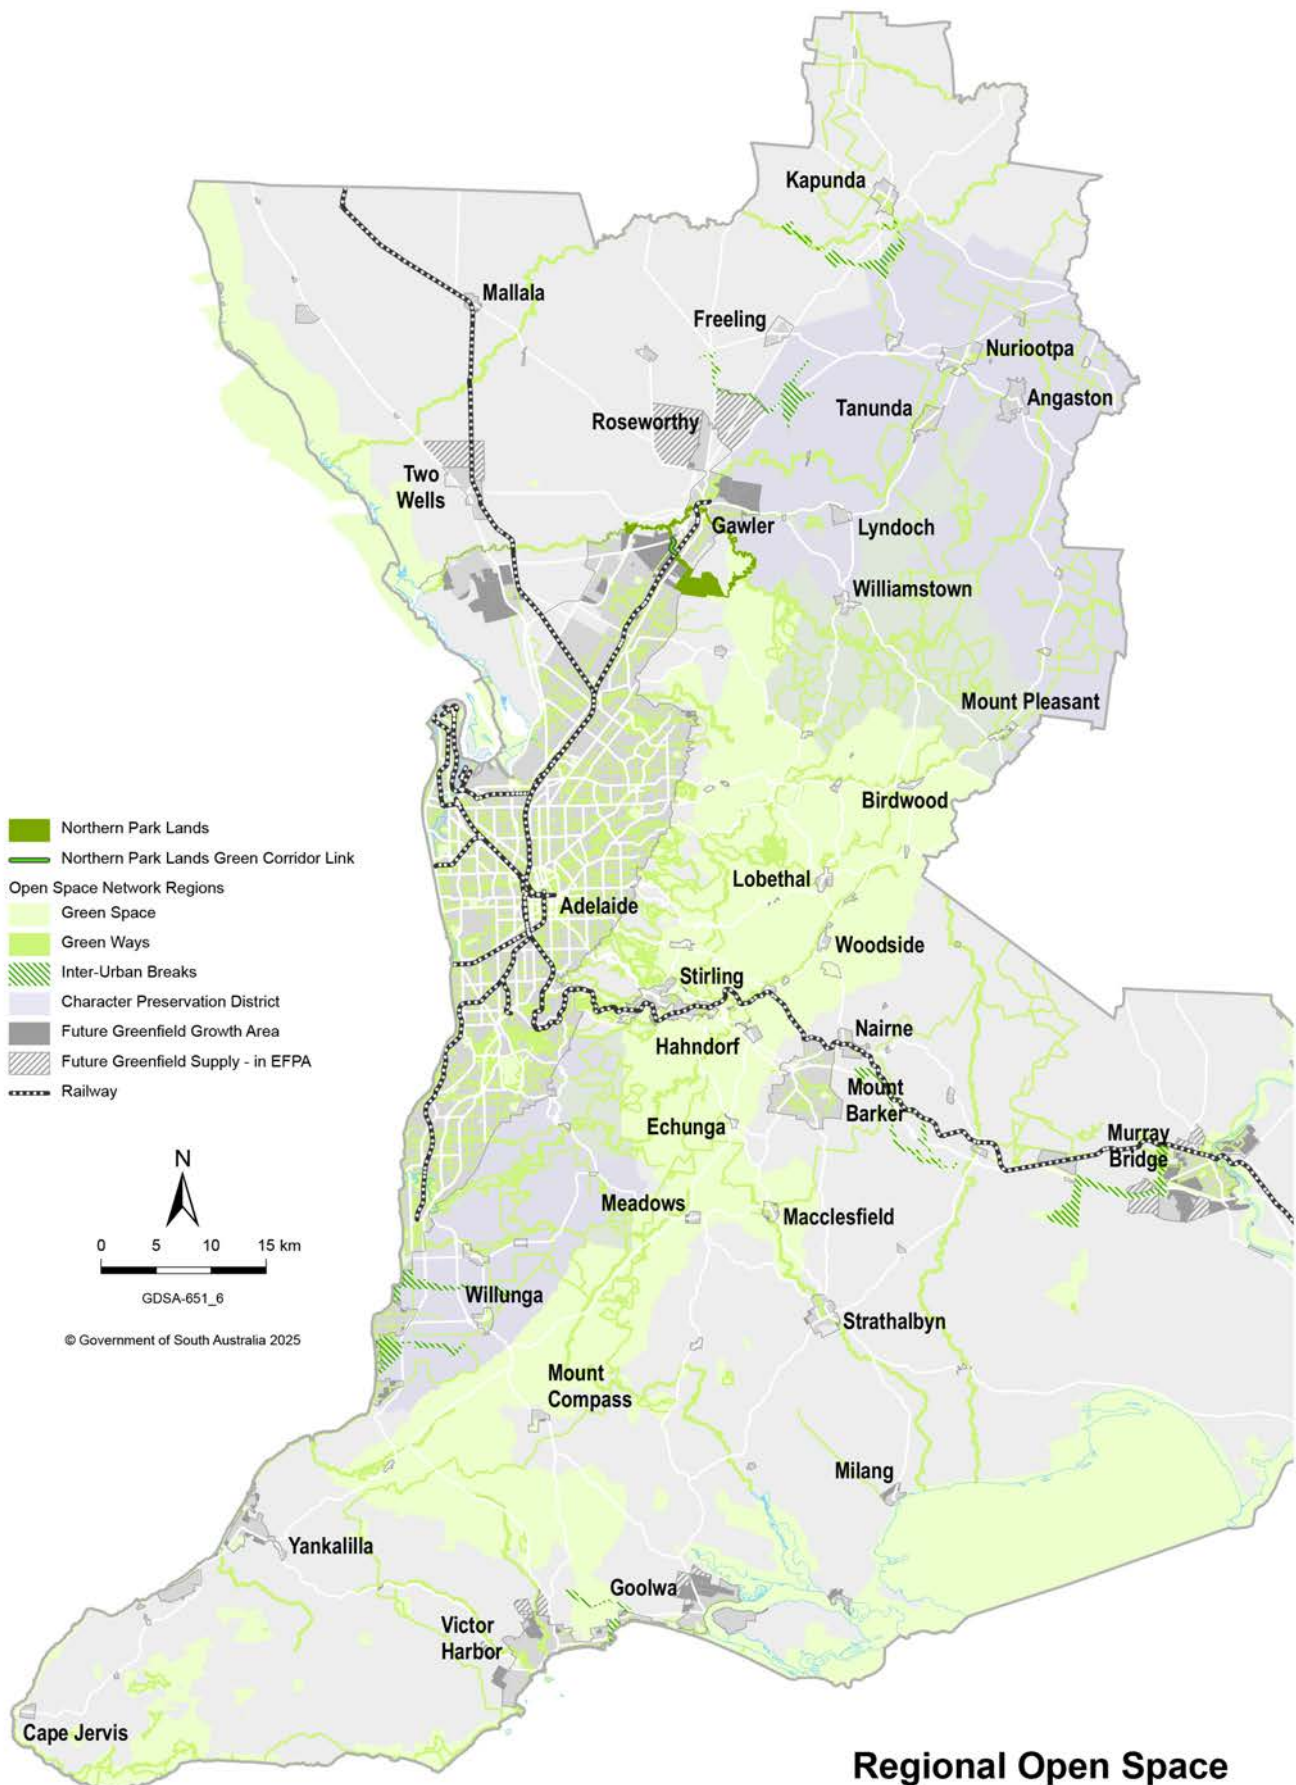 Kapunda
Mallala
Freeling
Nuriootpa
Angaston
Tanunda
Roseworthy
Two
Wells
Gawler
Lyndoch
Williamstown
Mount Pleasant
Birdwood
Northern Park Lands
Northern Park Lands Green Corridor Link
Open Space Network Regions
Green Space
Green Ways
Inter-Urban Breaks
Character Preservation District
Future Greenfield Growth Area
Future Greenfield Supply - in EFPA
Railway
Lobethal
Adelaide
Woodside
Stirling
Nairne
Hahndorf
Mount
Barker
Echunga
Murray
Bridge
N
0 5 10 15 km
GDSA-651_6
© Government of South Australia 2025
Meadows
Macclesfield
Willunga
Strathalbyn
Mount
Compass
Milang
Yankalilla
Goolwa
Victor
Harbor
Cape Jervis
Regional Open Space